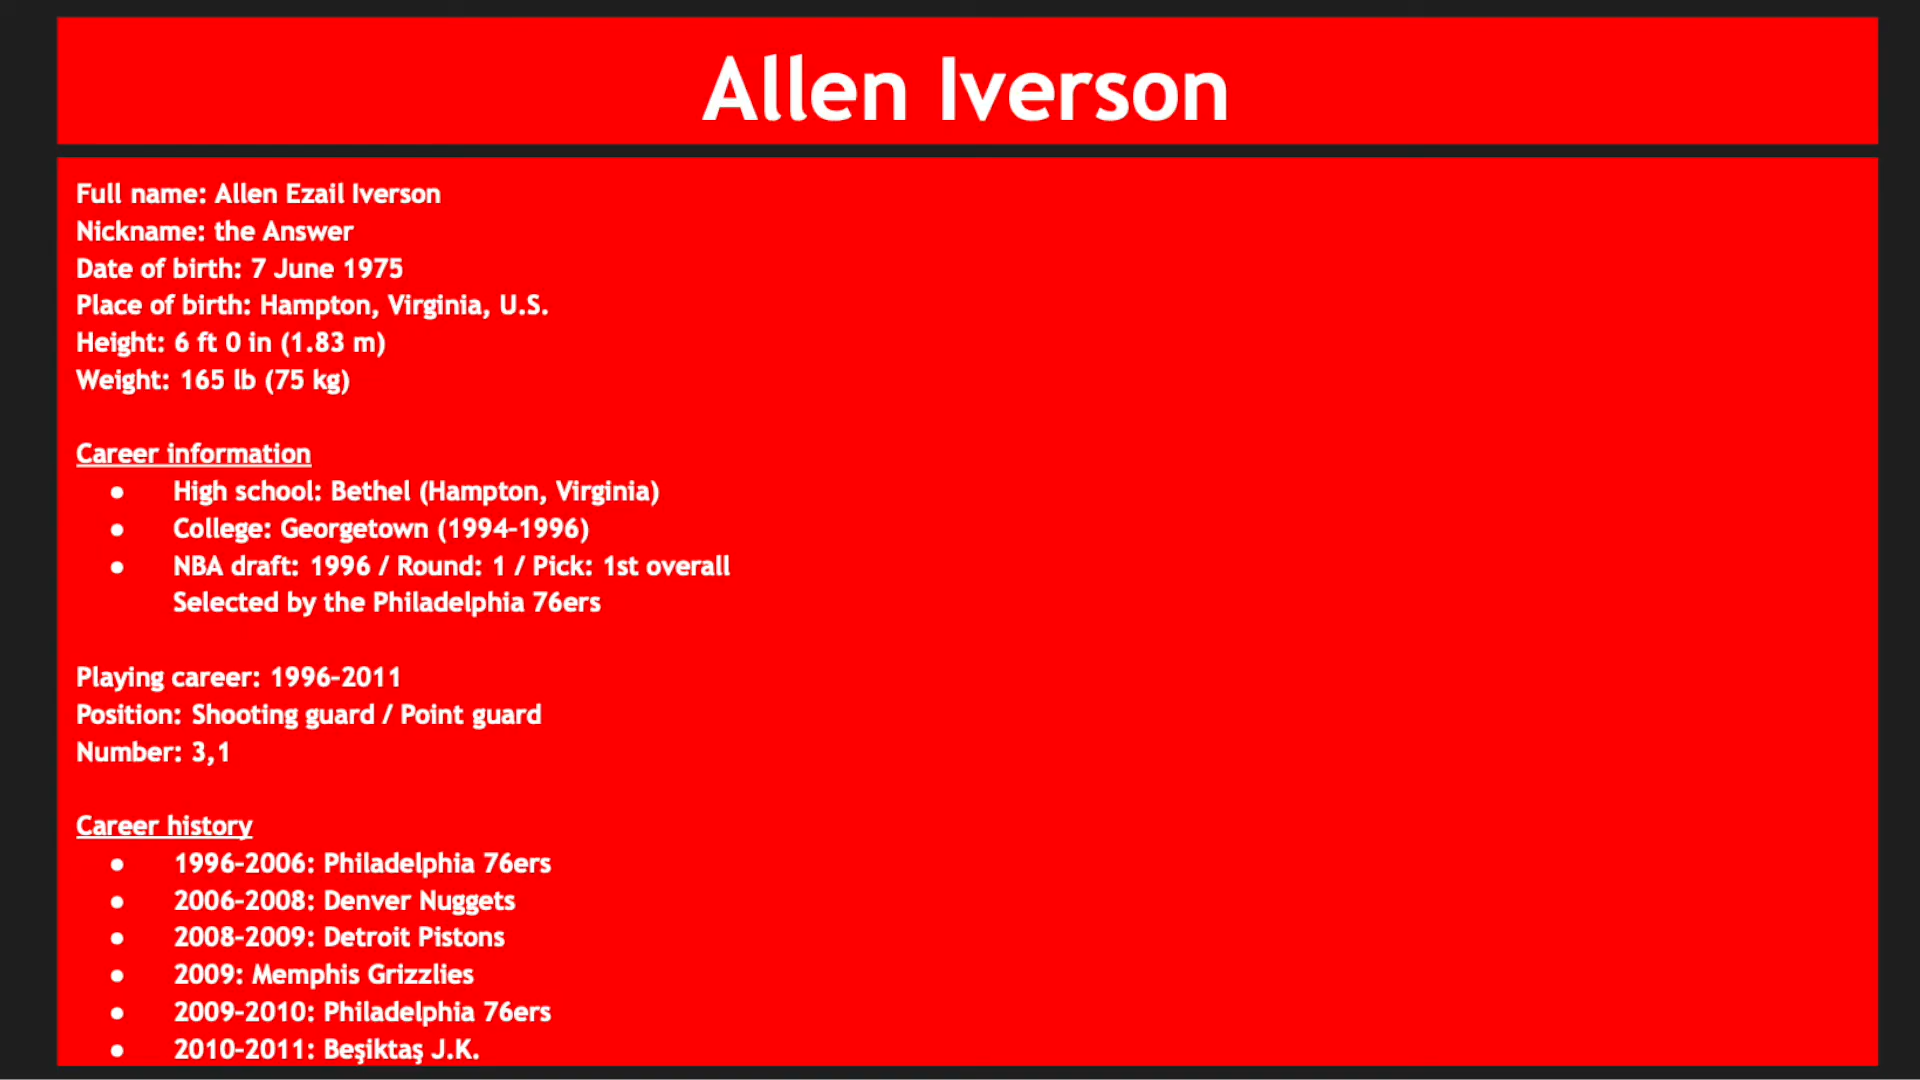 Allen Iverson
Full name: Allen Ezail Iverson
Nickname: the Answer
Date of birth: 7 June 1975
Place of birth: Hampton, Virginia, U.S.
Height: 6 ft 0 in (1.83 m)
Weight: 165 lb (75 kg)
Career information
● High school: Bethel (Hampton, Virginia)
● College: Georgetown (1994–1996)
● NBA draft: 1996 / Round: 1 / Pick: 1st overall
Selected by the Philadelphia 76ers
Playing career: 1996–2011
Position: Shooting guard / Point guard
Number: 3,1
Career history
● 1996–2006: Philadelphia 76ers
● 2006–2008: Denver Nuggets
● 2008–2009: Detroit Pistons
● 2009: Memphis Grizzlies
● 2009–2010: Philadelphia 76ers
● 2010–2011: Beşiktaş J.K.